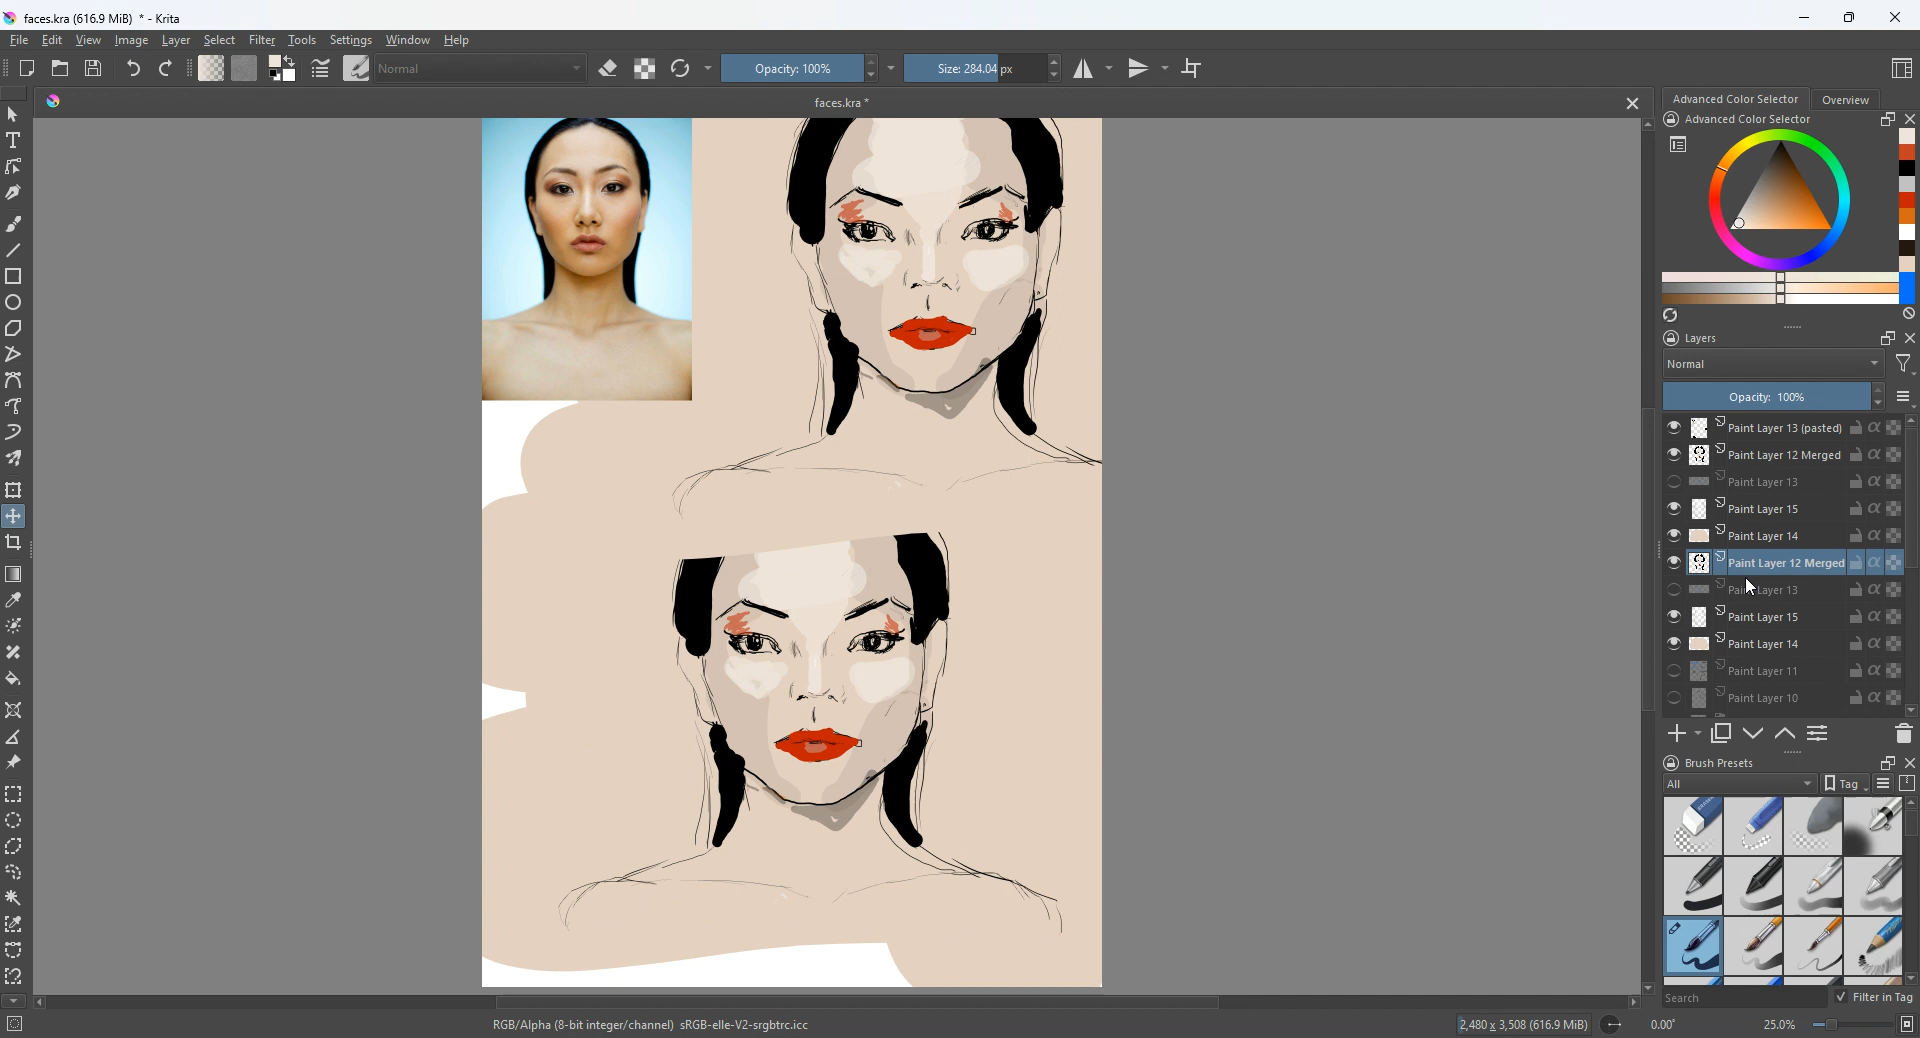 faces.kra (616.9 MiB) * - Krita
File Edit View Image Layer Select Filter Tools Settings Window Help
Normal
Opacity: 100%
Size: 284.04 px
faces.kra *
Advanced Color Selector
Overview
Advanced Color Selector
Layers
Normal
Opacity: 100%
Paint Layer 13 (pasted)
Paint Layer 12 Merged
Paint Layer 13
Paint Layer 15
Paint Layer 14
Paint Layer 12 Merged
Paint Layer 13
Paint Layer 15
Paint Layer 14
Paint Layer 11
Paint Layer 10
Brush Presets
All
Tag
Search
Filter in Tag
RGB/Alpha (8-bit integer/channel) sRGB-elle-V2-srgbtrc.icc
2,480 x 3,508 (616.9 MiB)
0.00°
25.0%